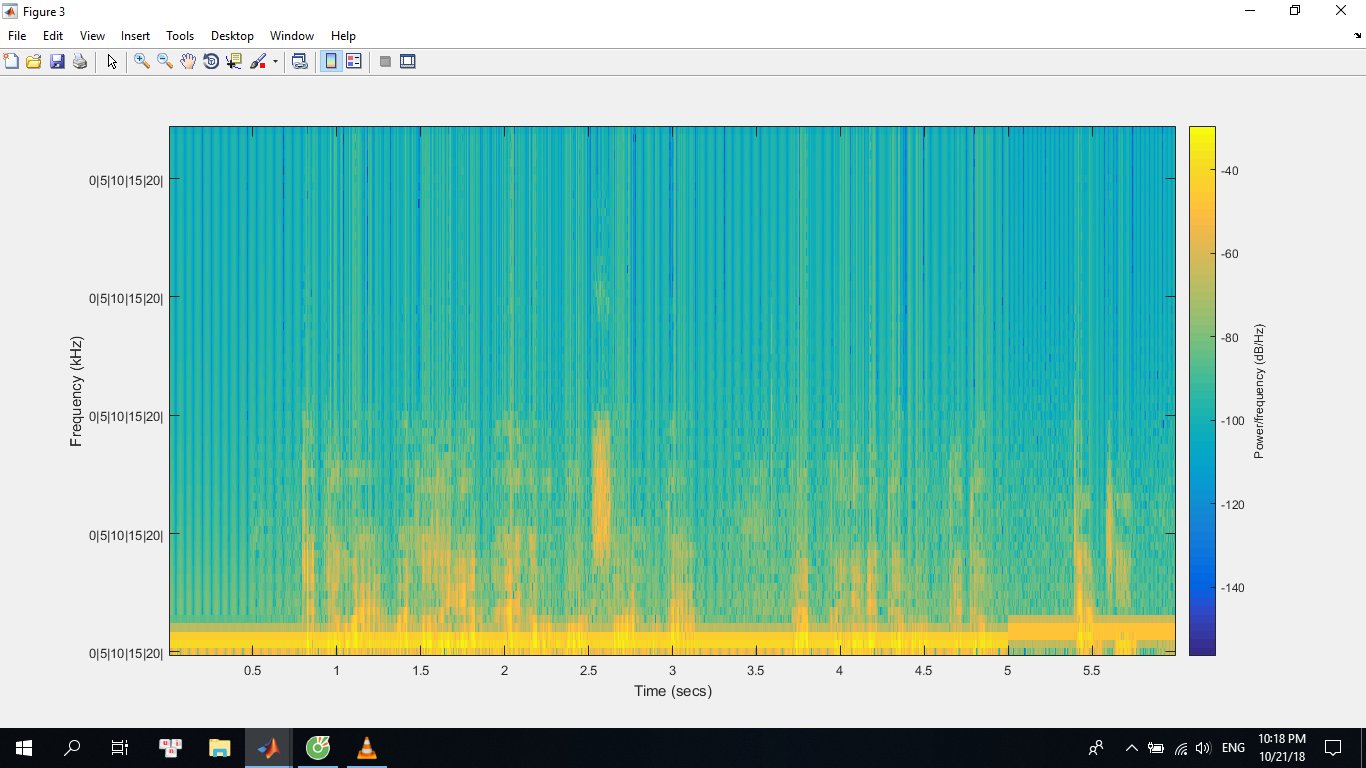 Figure 3
File Edit View Insert Tools Desktop Window Help
0|5|10|15|20|
0|5|10|15|20|
0|5|10|15|20|
0|5|10|15|20|
0|5|10|15|20|
Frequency (kHz)
0.5 1 1.5 2 2.5 3 3.5 4 4.5 5 5.5
Time (secs)
-40
-60
-80
-100
-120
-140
Power/frequency (dB/Hz)
ENG
10:18 PM
10/21/18